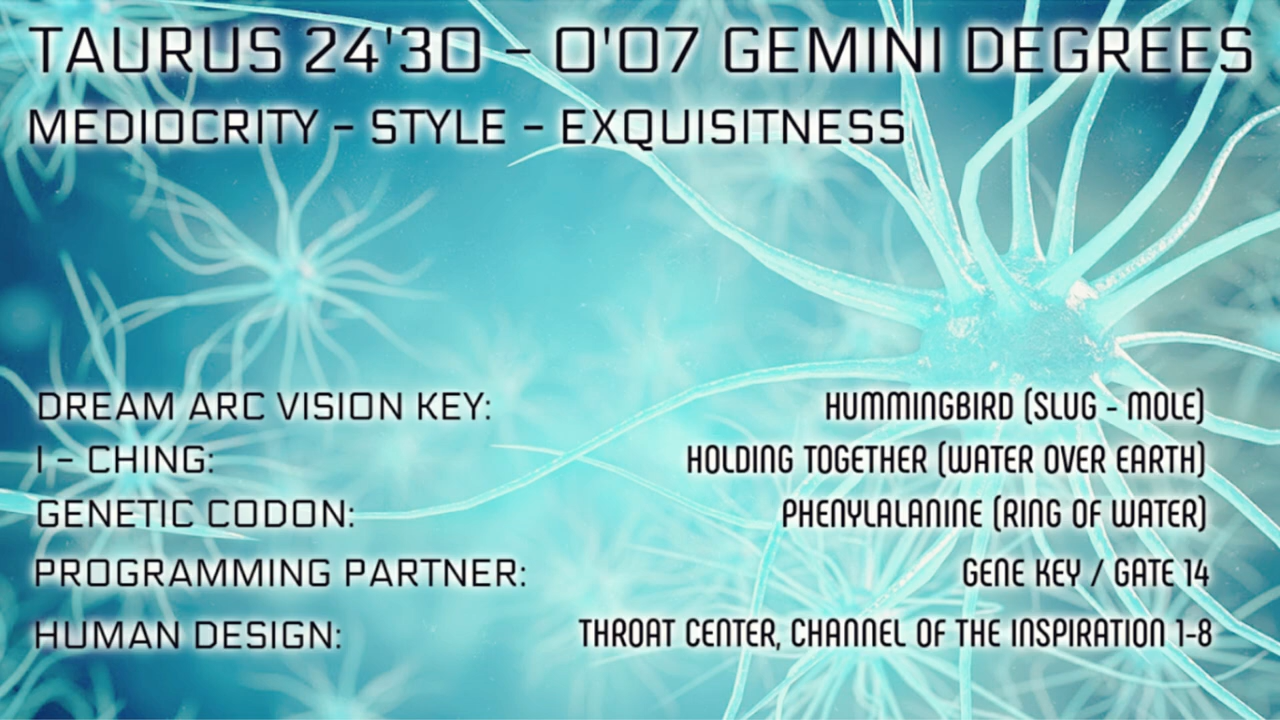 TAURUS 24'30 - 0'07 GEMINI DEGREES
MEDIOCRITY - STYLE - EXQUISITNESS
DREAM ARC VISION KEY: HUMMINGBIRD (SLUG - MOLE)
I - CHING: HOLDING TOGETHER (WATER OVER EARTH)
GENETIC CODON: PHENYLALANINE (RING OF WATER)
PROGRAMMING PARTNER: GENE KEY / GATE 14
HUMAN DESIGN: THROAT CENTER, CHANNEL OF THE INSPIRATION 1-8